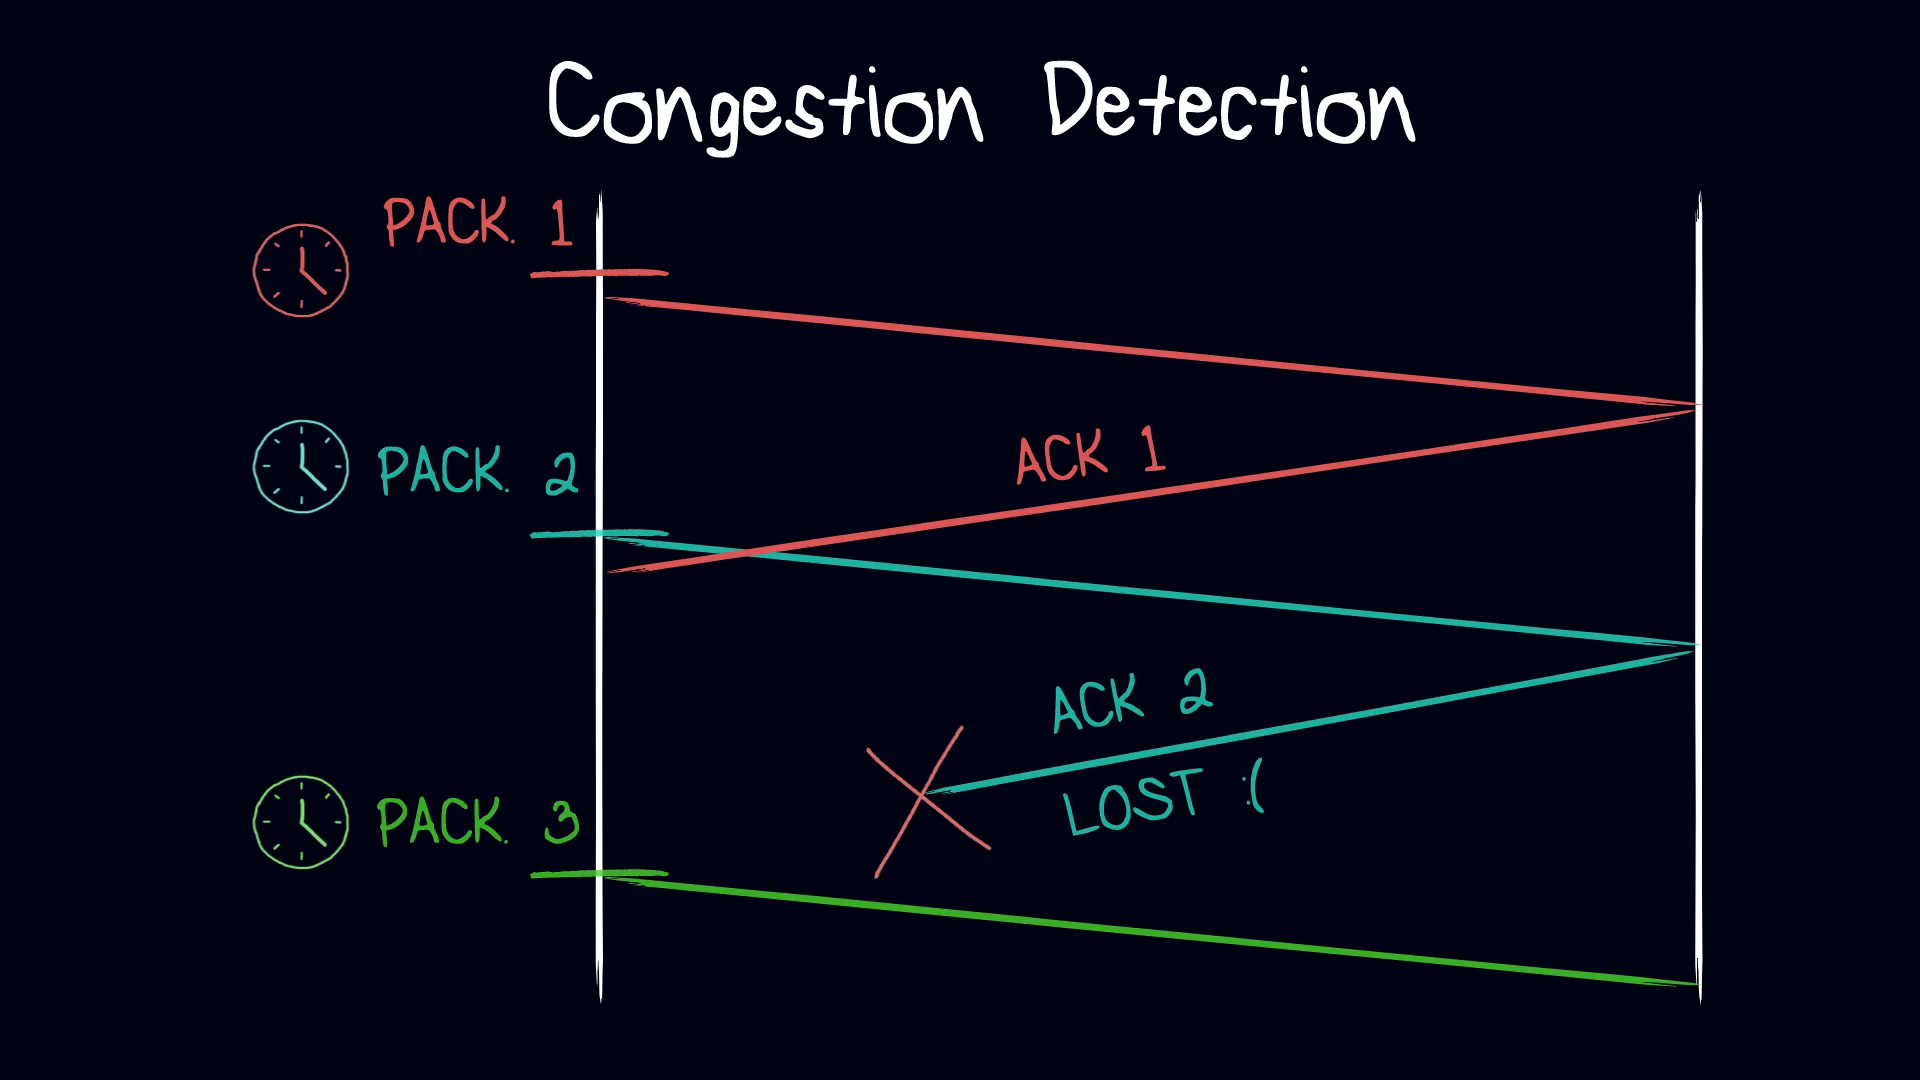 Congestion Detection
PACK. 1
ACK 1
PACK. 2
ACK 2
LOST :(
PACK. 3